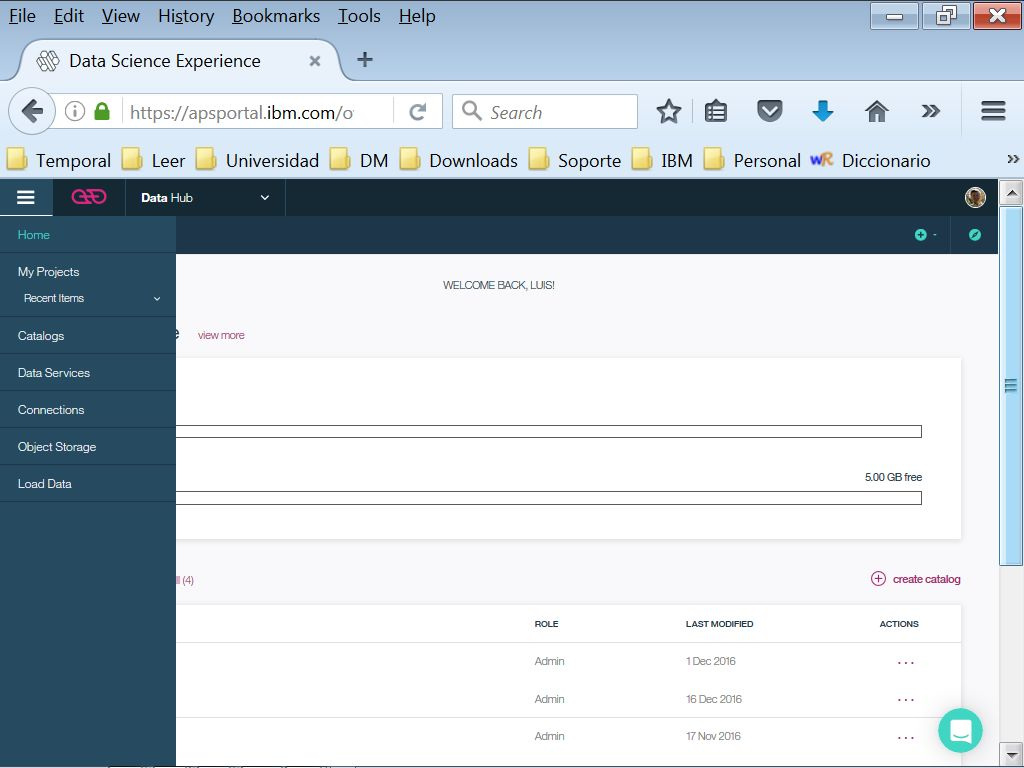 File Edit View History Bookmarks Tools Help
Data Science Experience
https://apsportal.ibm.com/o
Search
Temporal Leer Universidad DM Downloads Soporte IBM Personal wR Diccionario
Data Hub
Home
My Projects
WELCOME BACK, LUIS!
Recent Items
Catalogs
view more
Data Services
Connections
Object Storage
Load Data
5.00 GB free
(4)
create catalog
ROLE LAST MODIFIED ACTIONS
Admin 1 Dec 2016 ...
Admin 16 Dec 2016 ...
Admin 17 Nov 2016 ...